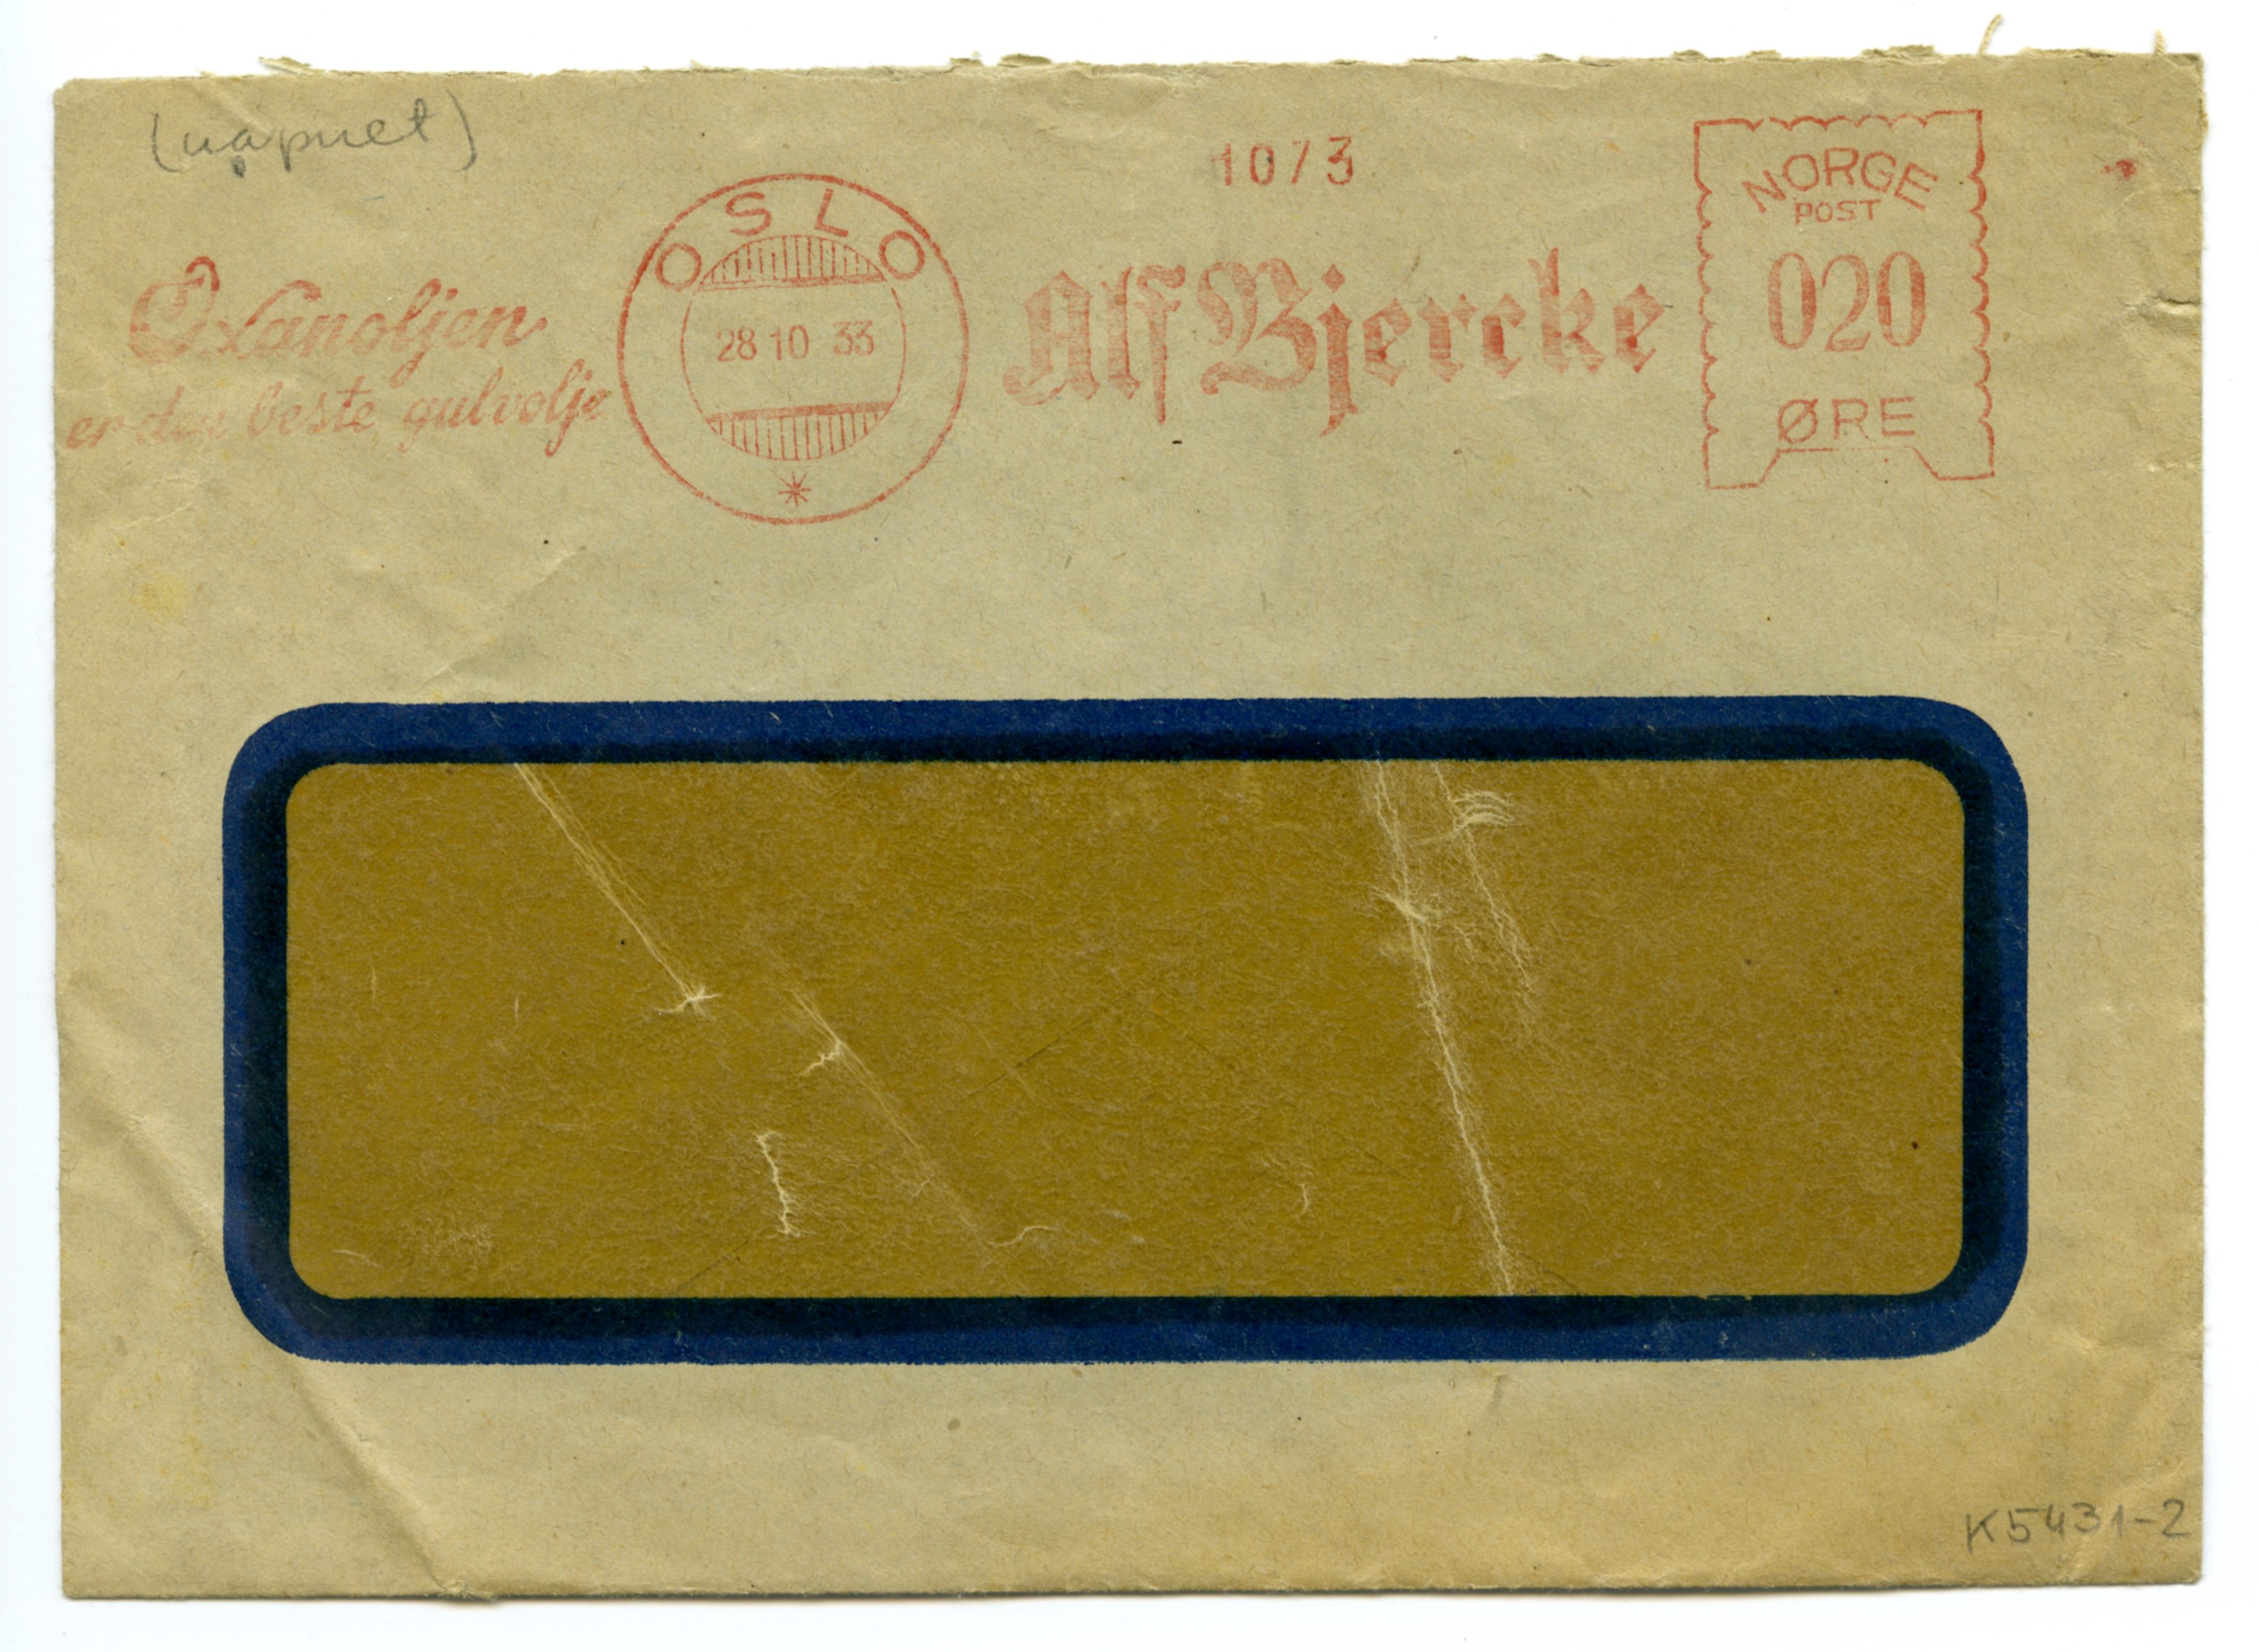 (uåpnet)
1073
NORGE
POST
020
ØRE
OSLO
28 10 33
Alf Bjercke
Oxanoljen
er den beste gulvolje
K5431-2